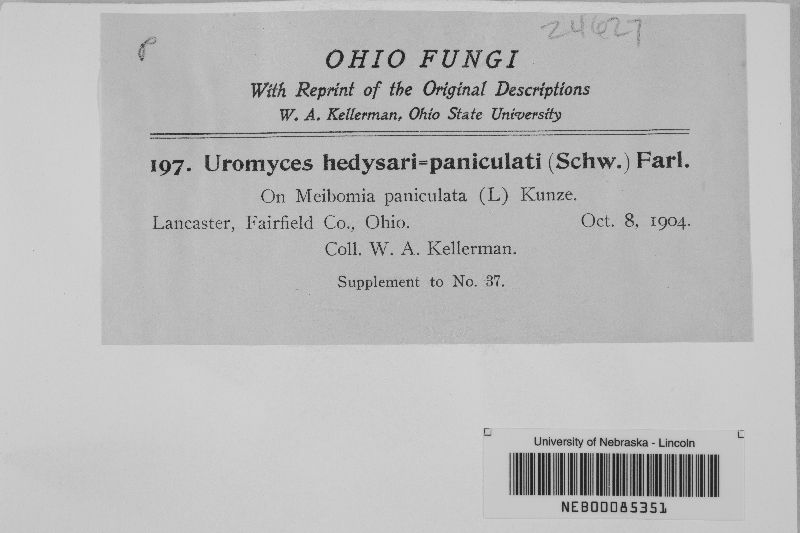 24627
OHIO FUNGI
With Reprint of the Original Descriptions
W. A. Kellerman, Ohio State University
197. Uromyces hedysari=paniculati (Schw.) Farl.
On Meibomia paniculata (L) Kunze.
Lancaster, Fairfield Co., Ohio. Oct. 8, 1904.
Coll. W. A. Kellerman.
Supplement to No. 37.
University of Nebraska - Lincoln
NEB00085351